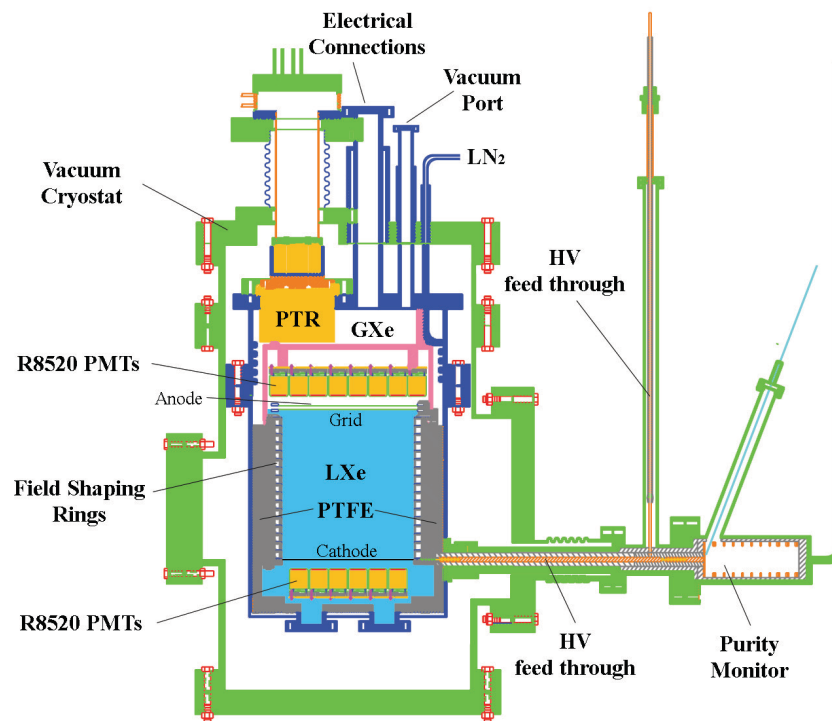 Electrical
Connections
Vacuum
Port
LN₂
Vacuum
Cryostat
HV
feed through
PTR
GXe
R8520 PMTs
Anode
Grid
LXe
Field Shaping
Rings
PTFE
Cathode
R8520 PMTs
HV
feed through
Purity
Monitor